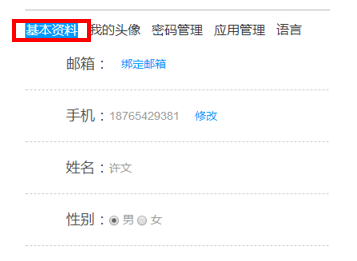 基本资料 我的头像 密码管理 应用管理 语言
邮箱： 绑定邮箱
手机：18765429381 修改
姓名：许文
性别： 男 女